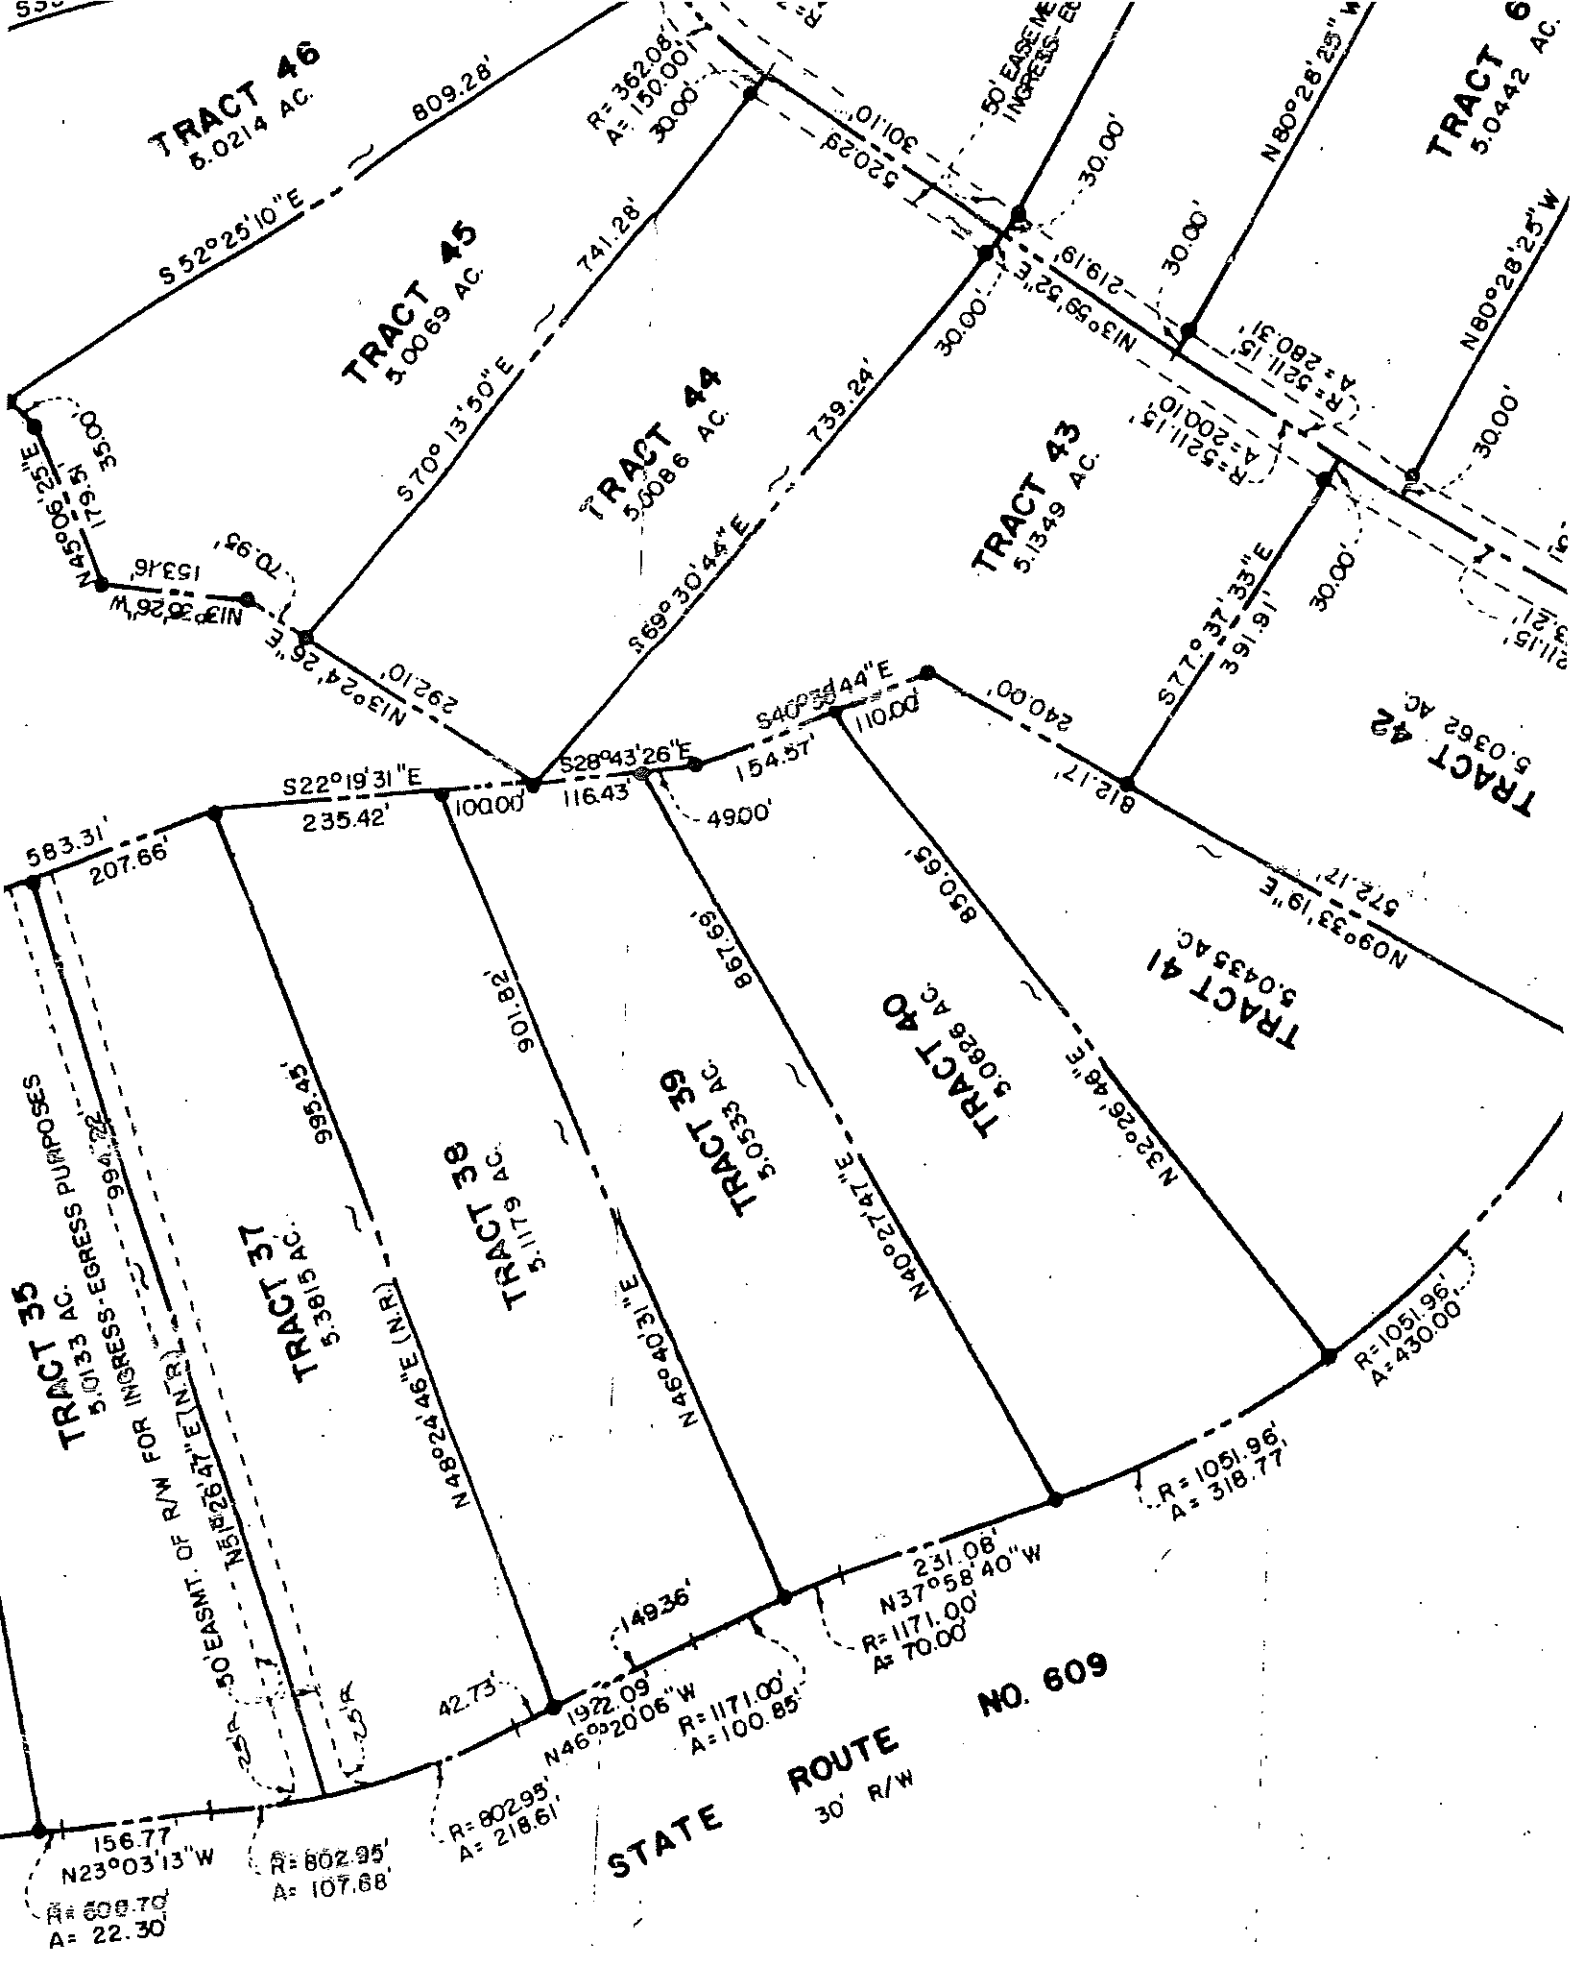 TRACT 46
5.0214 AC.
809.28'
S 52°25'10"E
R= 362.08'
A= 150.00'
30.00'
301.10'
520.29'
50' EASEME
INGRESS-EG
30.00'
N80°28'25" W
TRACT 6
5.0442 AC.
N80°28'25" W
TRACT 45
5.0069 AC.
741.28'
S70° 13'50"E
35.00'
N45°06'25"E
179.51'
153.16'
N13°38'26"W
70.95'
N13°24'26"E
292.10'
TRACT 44
5.0086 AC.
739.24'
S69°30'44"E
30.00'
N13°59'52"E
219.19'
30.00'
R=5211.15'
A=280.31'
R=5211.15'
A=200.10'
30.00'
TRACT 43
5.1349 AC.
S77°37'33"E
391.91'
30.00'
TRACT 42
5.0362 AC.
S22°19'31"E
235.42'
100.00'
S28°43'26"E
116.43'
49.00'
154.57'
110.00'
240.00'
812.17'
572.17'
N09°33'19"E
583.31'
207.66'
TRACT 41
5.0435 AC.
850.65'
N32°26'46"E
TRACT 40
5.0626 AC.
867.69'
N40°27'47"E
TRACT 39
5.0533 AC.
901.82'
N46°40'31"E
TRACT 38
5.1179 AC.
995.45'
N48°24'46"E (N.R.)
TRACT 37
5.3815 AC.
994.22'
N51°26'47"E (N.R.)
50' EASMT. OF R/W FOR INGRESS-EGRESS PURPOSES
TRACT 35
5.0133 AC.
25'R
25'R
42.73'
149.36'
1922.09'
N46°20'06"W
R=1171.00'
A=100.85'
R=1171.00'
A= 70.00'
231.08'
N37°58'40"W
R= 1051.96'
A= 318.77'
R=1051.96'
A=430.00'
R=802.95'
A= 218.61'
R=802.95'
A= 107.68'
156.77'
N23°03'13"W
A= 22.30'
STATE ROUTE NO. 609
30' R/W